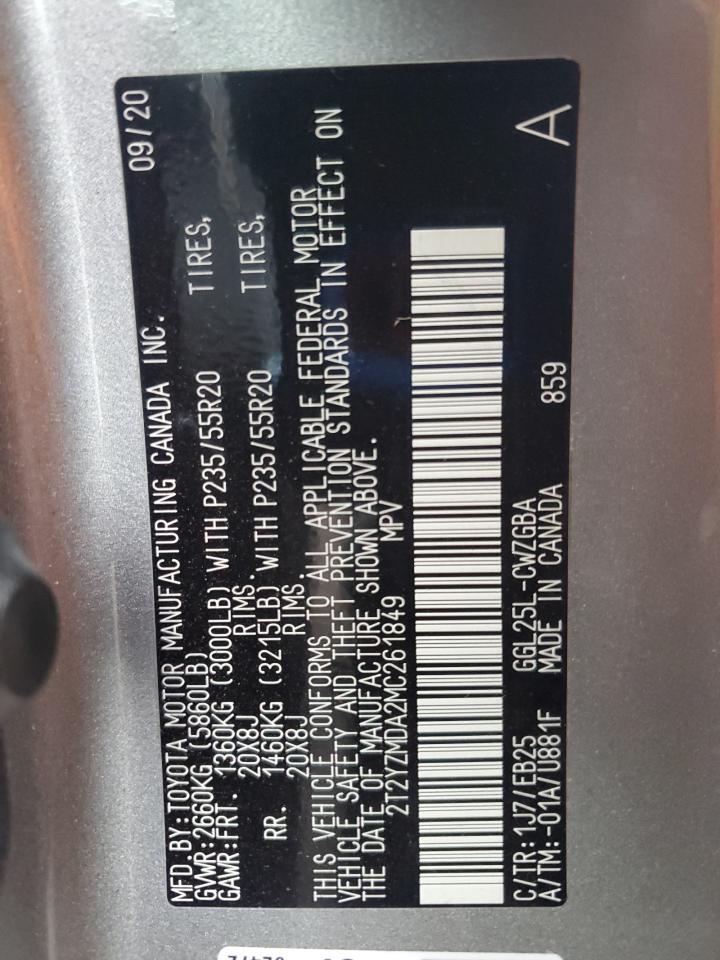 MFD.BY:TOYOTA MOTOR MANUFACTURING CANADA INC. 09/20
GVWR:2660KG (5860LB)
GAWR:FRT. 1360KG (3000LB) WITH P235/55R20 TIRES,
20X8J RIMS.
RR. 1460KG (3215LB) WITH P235/55R20 TIRES,
20X8J RIMS.
THIS VEHICLE CONFORMS TO ALL APPLICABLE FEDERAL MOTOR
VEHICLE SAFETY AND THEFT PREVENTION STANDARDS IN EFFECT ON
THE DATE OF MANUFACTURE SHOWN ABOVE.
2T2YZMDA2MC261849 MPV
C/TR:1J7/EB25 GGL25L-CWZGBA A
A/TM:-01A/U881F MADE IN CANADA 859